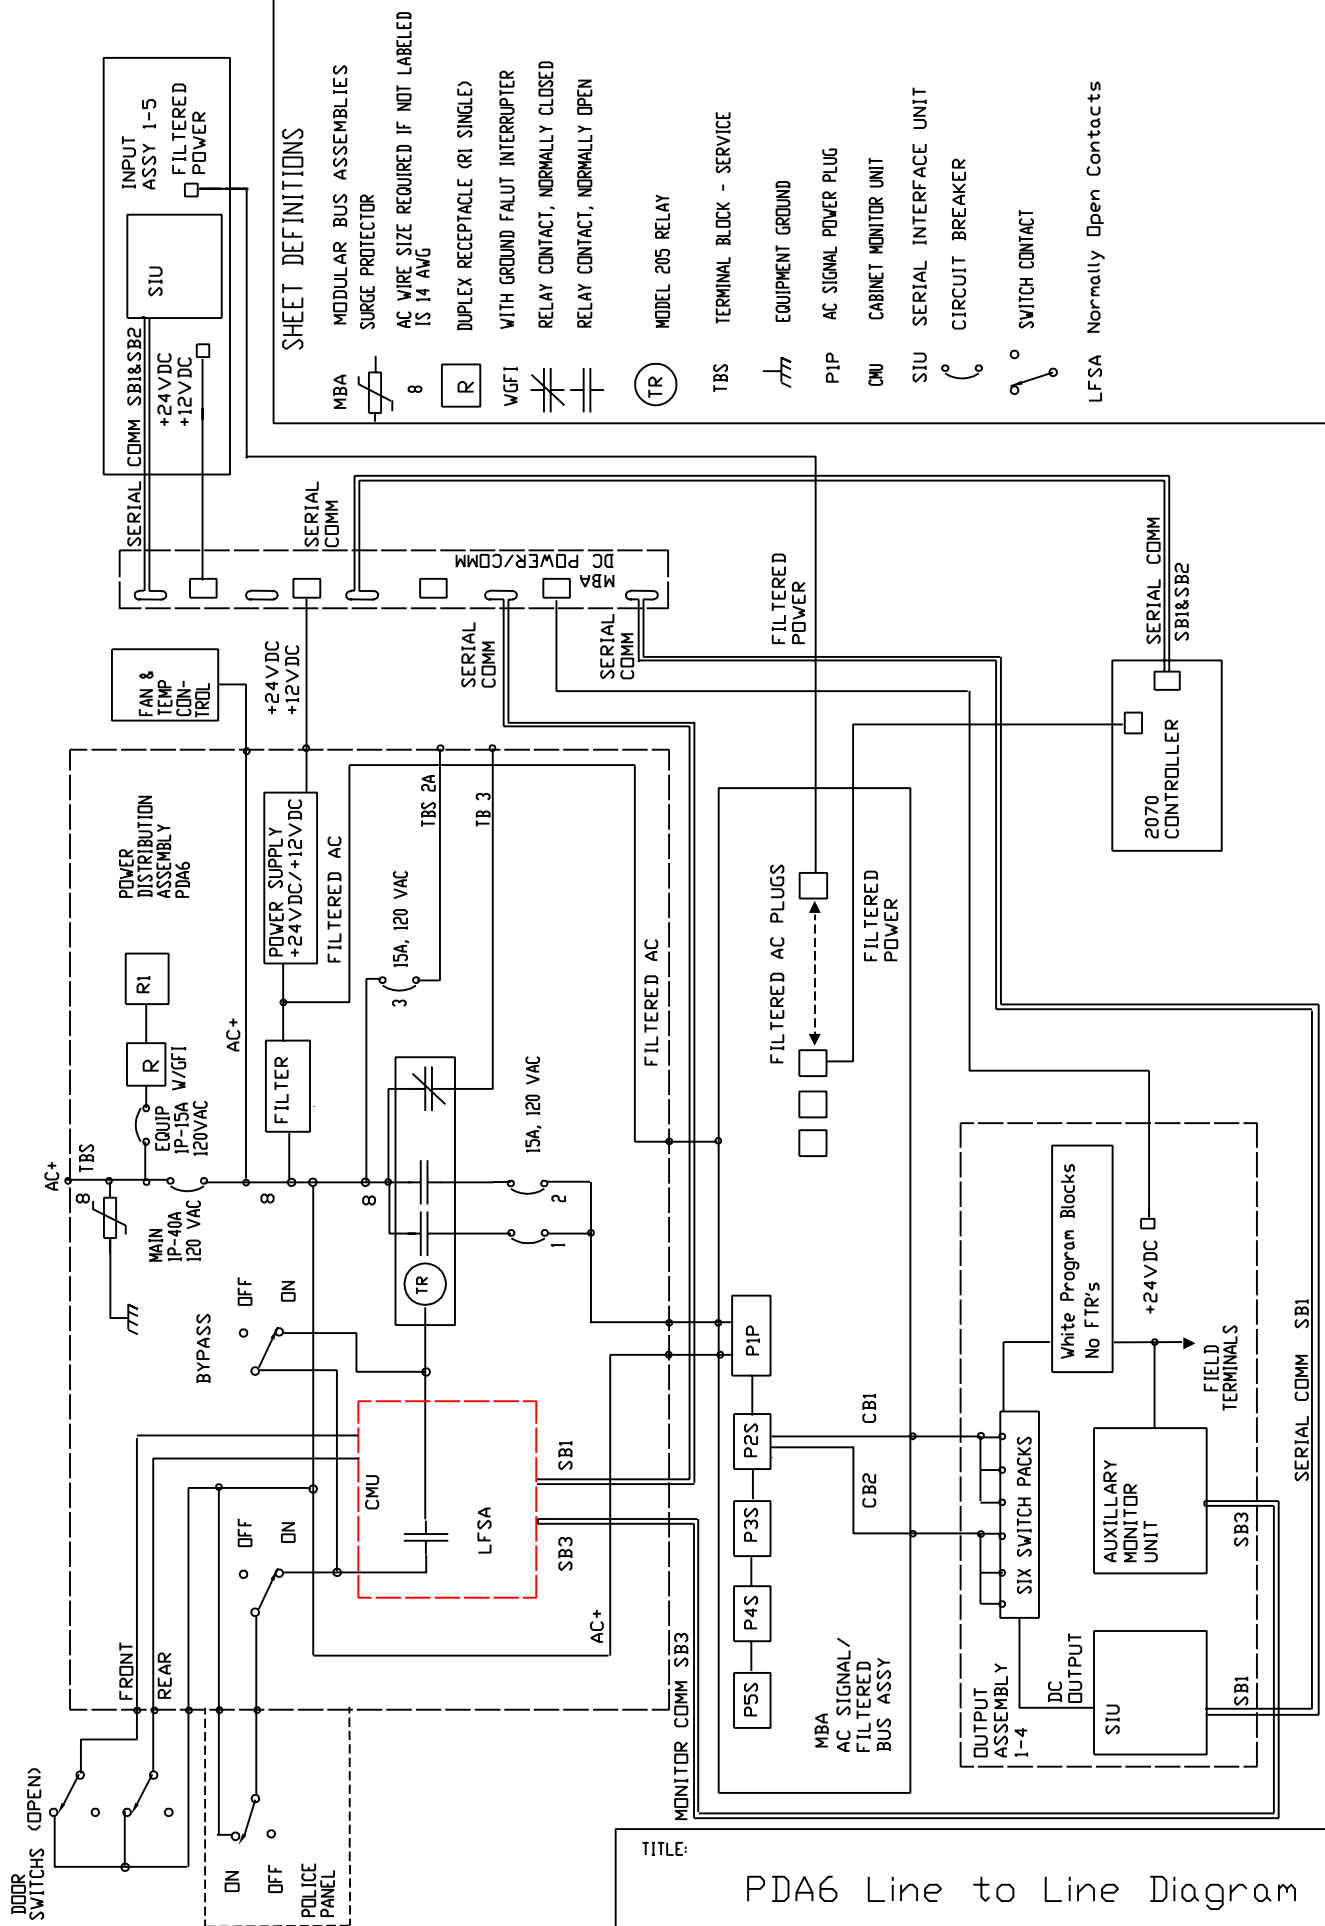 INPUT
ASSY 1-5
FILTERED
POWER
SIU
SERIAL COMM SB1&SB2
+24VDC
+12VDC
SHEET DEFINITIONS
MBA MODULAR BUS ASSEMBLIES
SURGE PROTECTOR
8 AC WIRE SIZE REQUIRED IF NOT LABELED
IS 14 AWG
R DUPLEX RECEPTACLE (R1 SINGLE)
WGFI WITH GROUND FALUT INTERRUPTER
RELAY CONTACT, NORMALLY CLOSED
RELAY CONTACT, NORMALLY OPEN
TR MODEL 205 RELAY
TBS TERMINAL BLOCK - SERVICE
EQUIPMENT GROUND
P1P AC SIGNAL POWER PLUG
CMU CABINET MONITOR UNIT
SIU SERIAL INTERFACE UNIT
CIRCUIT BREAKER
SWITCH CONTACT
LFSA Normally Open Contacts
SERIAL
COMM
MBA
DC POWER/COMM
SERIAL
COMM
SERIAL
COMM
FILTERED
POWER
SERIAL COMM
SB1&SB2
FAN &
TEMP
CON-
TROL
+24VDC
+12VDC
2070
CONTROLLER
POWER
DISTRIBUTION
ASSEMBLY
PDA6
POWER SUPPLY
+24VDC/+12VDC
FILTERED AC
TBS 2A
TB 3
15A, 120 VAC
3
R1
R
W/GFI
EQUIP
1P-15A
120VAC
AC+
FILTER
FILTERED AC
FILTERED AC PLUGS
FILTERED
POWER
AC+
TBS
8
MAIN
1P-40A
120 VAC
8
8
15A, 120 VAC
2
1
TR
BYPASS
OFF
ON
CMU
LFSA
SB1
SB3
OFF
ON
AC+
FRONT
REAR
DOOR
SWITCHS (OPEN)
ON
OFF
POLICE
PANEL
MONITOR COMM SB3
P1P
P2S
P3S
P4S
P5S
CB1
CB2
MBA
AC SIGNAL/
FILTERED
BUS ASSY
White Program Blocks
No FTR's
+24VDC
FIELD
TERMINALS
SIX SWITCH PACKS
AUXILLARY
MONITOR
UNIT
SB3
SERIAL COMM SB1
DC
OUTPUT
SIU
SB1
OUTPUT
ASSEMBLY
1-4
TITLE:
PDA6 Line to Line Diagram